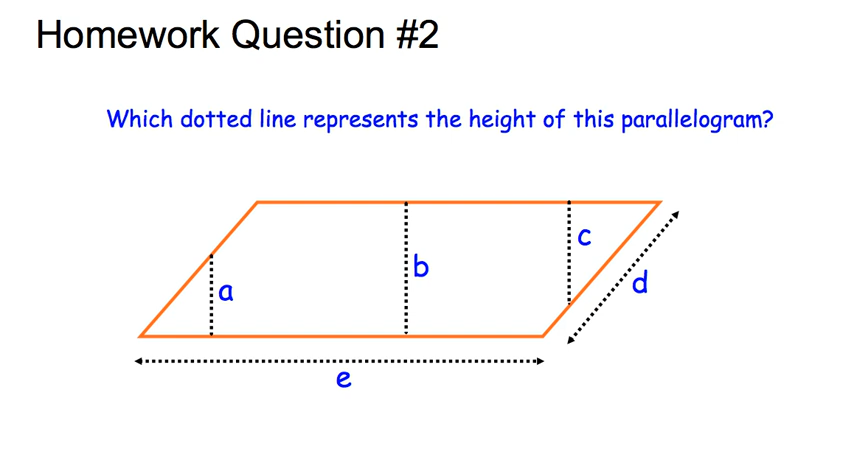 Homework Question #2
Which dotted line represents the height of this parallelogram?
c
b
d
a
e